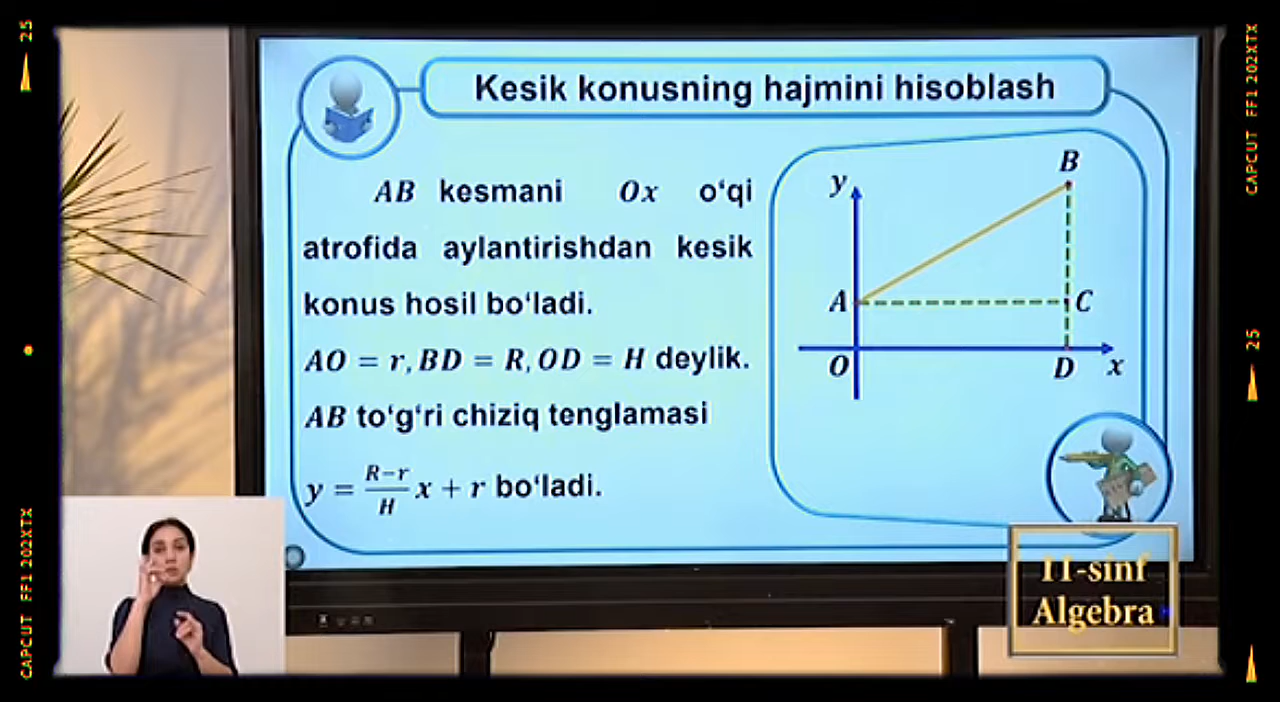 Kesik konusning hajmini hisoblash
AB kesmani Ox o‘qi
atrofida aylantirishdan kesik
konus hosil bo‘ladi.
AO = r, BD = R, OD = H deylik.
AB to‘g‘ri chiziq tenglamasi
y = \frac{R-r}{H} x + r bo‘ladi.
B
y
A
C
O
D
x
11-sinf
Algebra
25
CAPCUT FF1 202XTX
CAPCUT FF1 202XTX
25